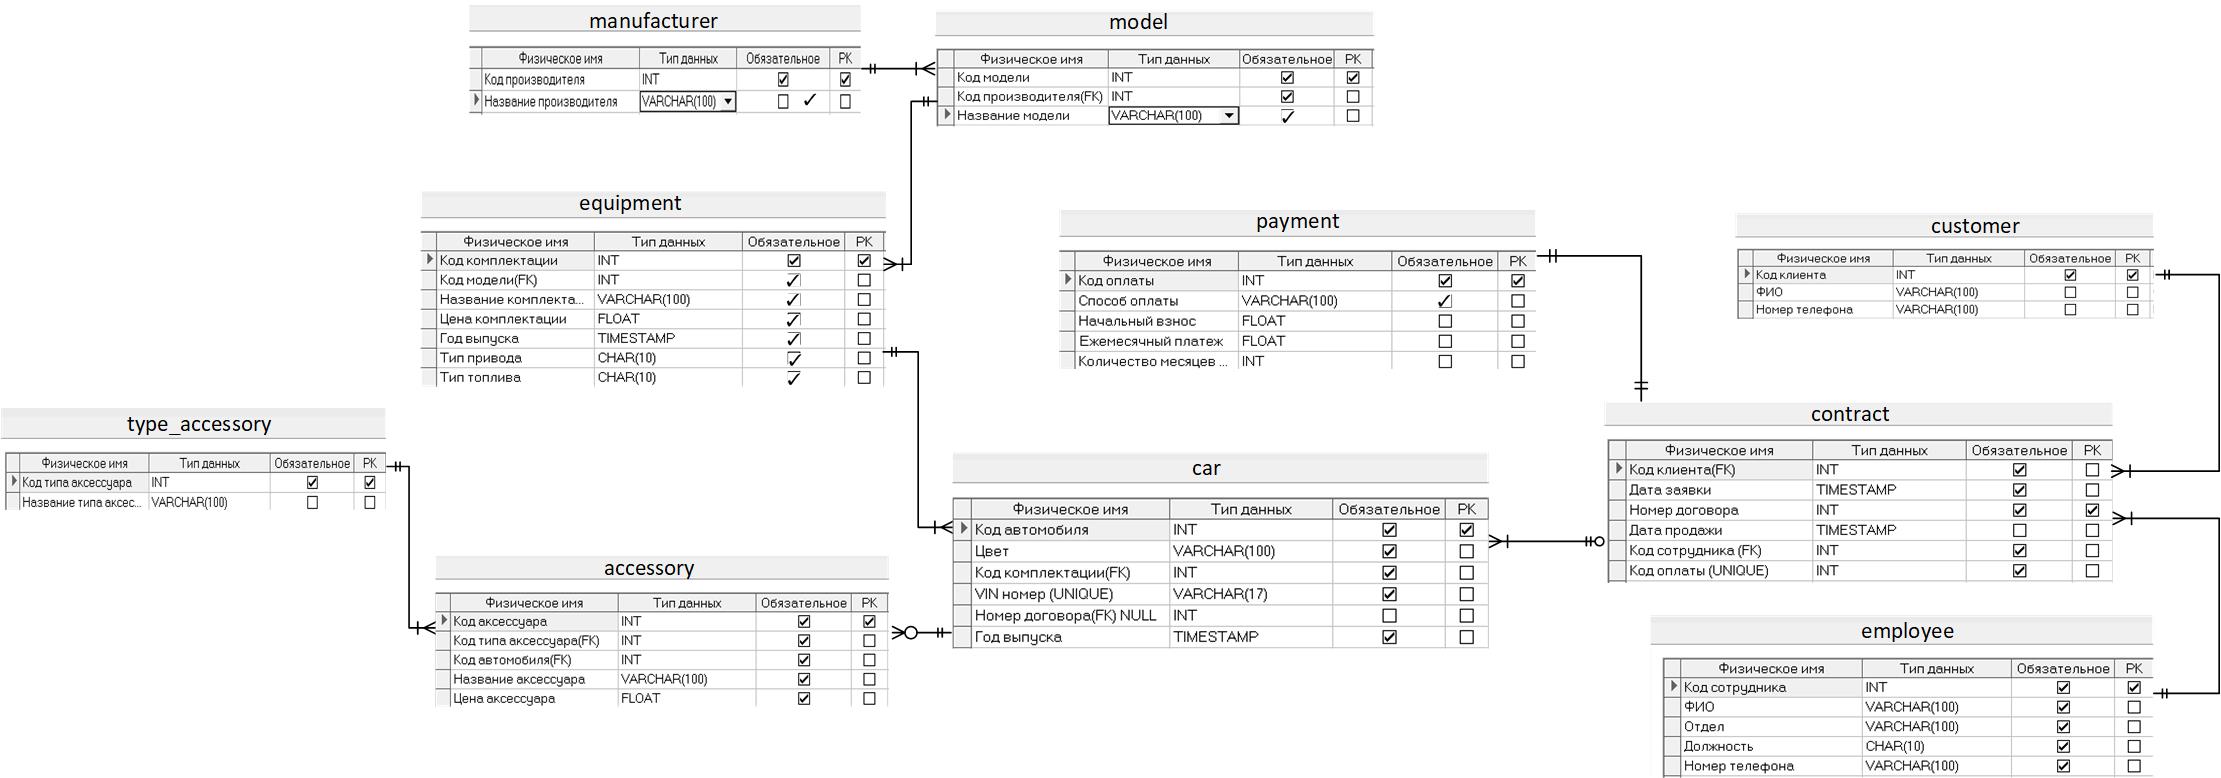 manufacturer
Физическое имя Тип данных Обязательное PK
Код производителя INT
Название производителя VARCHAR(100)
model
Физическое имя Тип данных Обязательное PK
Код модели INT
Код производителя(FK) INT
Название модели VARCHAR(100)
equipment
Физическое имя Тип данных Обязательное PK
Код комплектации INT
Код модели(FK) INT
Название комплекта... VARCHAR(100)
Цена комплектации FLOAT
Год выпуска TIMESTAMP
Тип привода CHAR(10)
Тип топлива CHAR(10)
payment
Физическое имя Тип данных Обязательное PK
Код оплаты INT
Способ оплаты VARCHAR(100)
Начальный взнос FLOAT
Ежемесячный платеж FLOAT
Количество месяцев ... INT
customer
Физическое имя Тип данных Обязательное PK
Код клиента INT
ФИО VARCHAR(100)
Номер телефона VARCHAR(100)
type_accessory
Физическое имя Тип данных Обязательное PK
Код типа аксессуара INT
Название типа аксес... VARCHAR(100)
accessory
Физическое имя Тип данных Обязательное PK
Код аксессуара INT
Код типа аксессуара(FK) INT
Код автомобиля(FK) INT
Название аксессуара VARCHAR(100)
Цена аксессуара FLOAT
car
Физическое имя Тип данных Обязательное PK
Код автомобиля INT
Цвет VARCHAR(100)
Код комплектации(FK) INT
VIN номер (UNIQUE) VARCHAR(17)
Номер договора(FK) NULL INT
Год выпуска TIMESTAMP
contract
Физическое имя Тип данных Обязательное PK
Код клиента(FK) INT
Дата заявки TIMESTAMP
Номер договора INT
Дата продажи TIMESTAMP
Код сотрудника (FK) INT
Код оплаты (UNIQUE) INT
employee
Физическое имя Тип данных Обязательное PK
Код сотрудника INT
ФИО VARCHAR(100)
Отдел VARCHAR(100)
Должность CHAR(10)
Номер телефона VARCHAR(100)